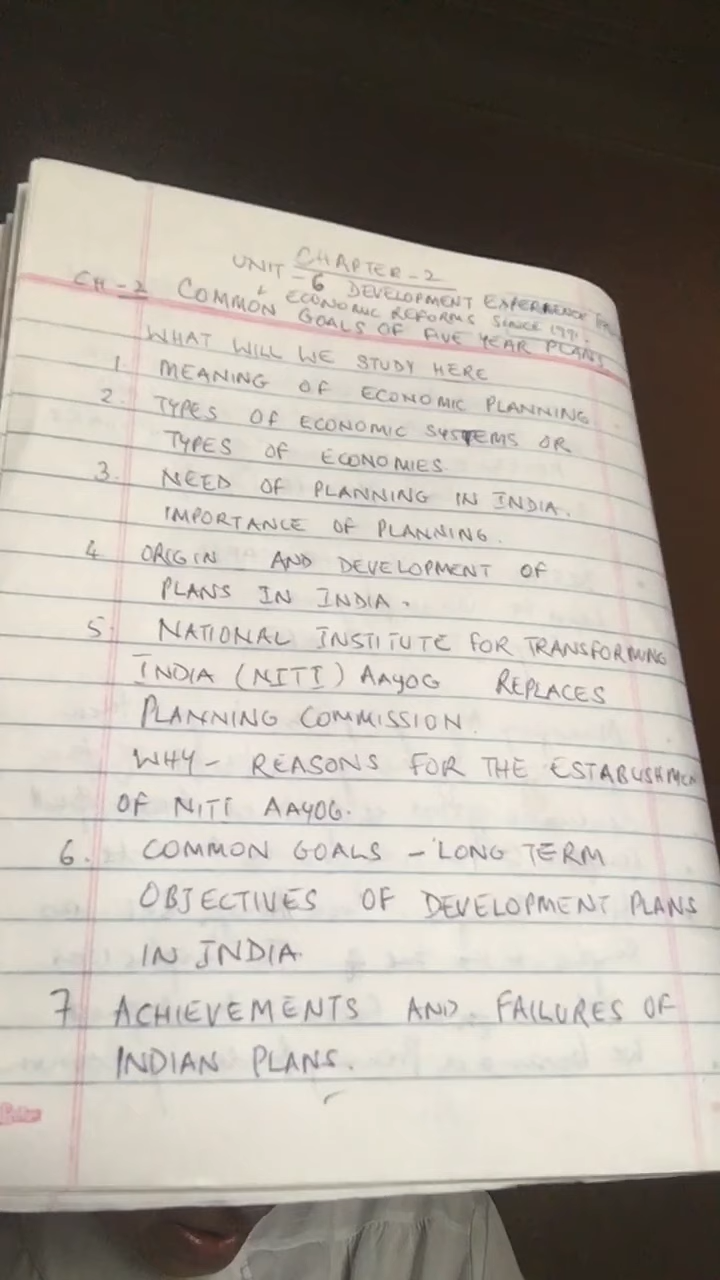 CHAPTER-2
UNIT -6 DEVELOPMENT EXPERIENCE
& ECONOMIC REFORMS SINCE 1991.
CH-2 COMMON GOALS OF FIVE YEAR PLANS
WHAT WILL WE STUDY HERE
1. MEANING OF ECONOMIC PLANNING
2. TYPES OF ECONOMIC SYSTEMS OR
TYPES OF ECONOMIES.
3. NEED OF PLANNING IN INDIA.
IMPORTANCE OF PLANNING.
4 ORIGIN AND DEVELOPMENT OF
PLANS IN INDIA.
5. NATIONAL INSTITUTE FOR TRANSFORMING
INDIA (NITI) AAYOG REPLACES
PLANNING COMMISSION.
WHY - REASONS FOR THE ESTABLISHMEN
OF NITI AAYOG.
6. COMMON GOALS - LONG TERM
OBJECTIVES OF DEVELOPMENT PLANS
IN INDIA.
7 ACHIEVEMENTS AND FAILURES OF
INDIAN PLANS.